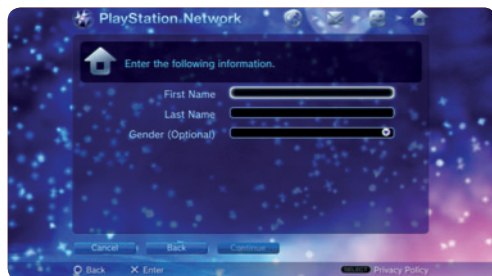 PlayStation Network
Enter the following information.
First Name
Last Name
Gender (Optional)
Cancel Back Continue
Back X Enter SELECT Privacy Policy